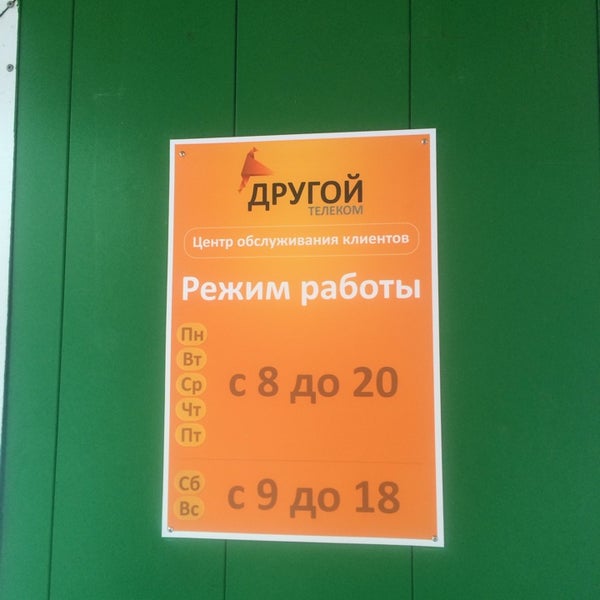 ДРУГОЙ
ТЕЛЕКОМ
Центр обслуживания клиентов
Режим работы
Пн
Вт
Ср
Чт
Пт
с 8 до 20
Сб
Вс
с 9 до 18